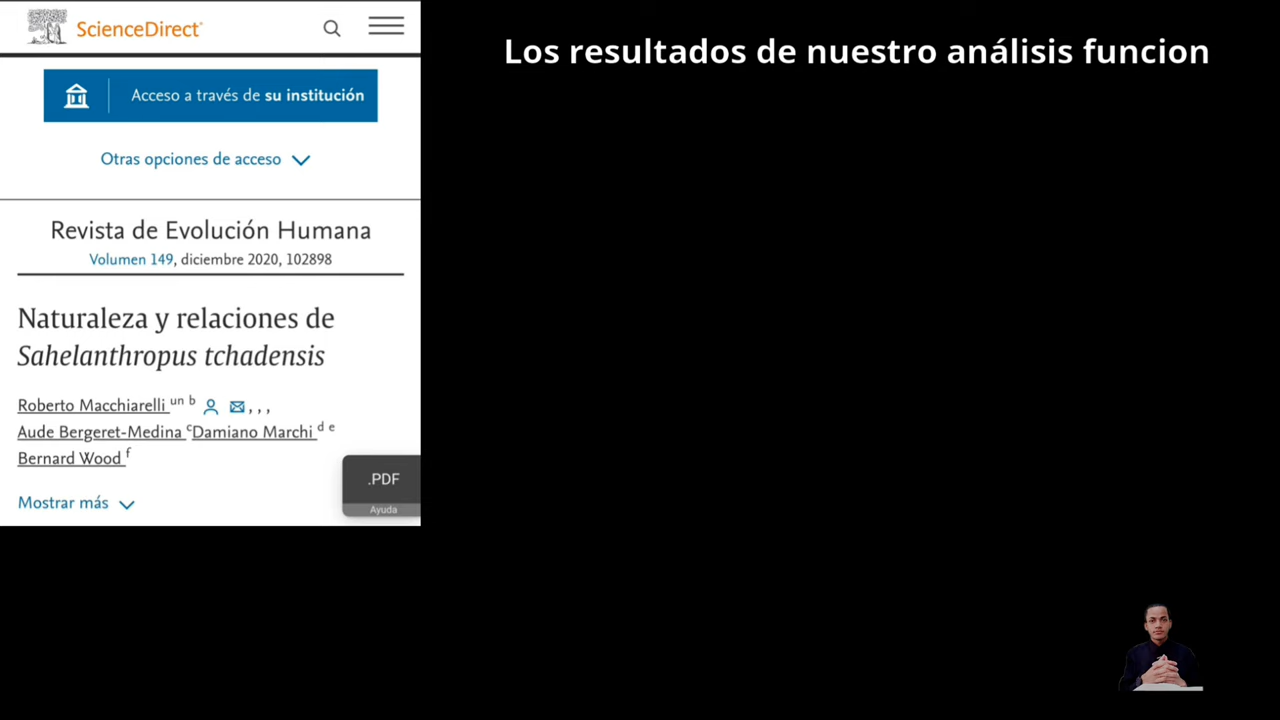 ScienceDirect
Acceso a través de su institución
Otras opciones de acceso
Revista de Evolución Humana
Volumen 149, diciembre 2020, 102898
Naturaleza y relaciones de
Sahelanthropus tchadensis
Roberto Macchiarelli un b , , ,
Aude Bergeret-Medina c Damiano Marchi d e
Bernard Wood f
Mostrar más
.PDF
Ayuda
Los resultados de nuestro análisis funcion